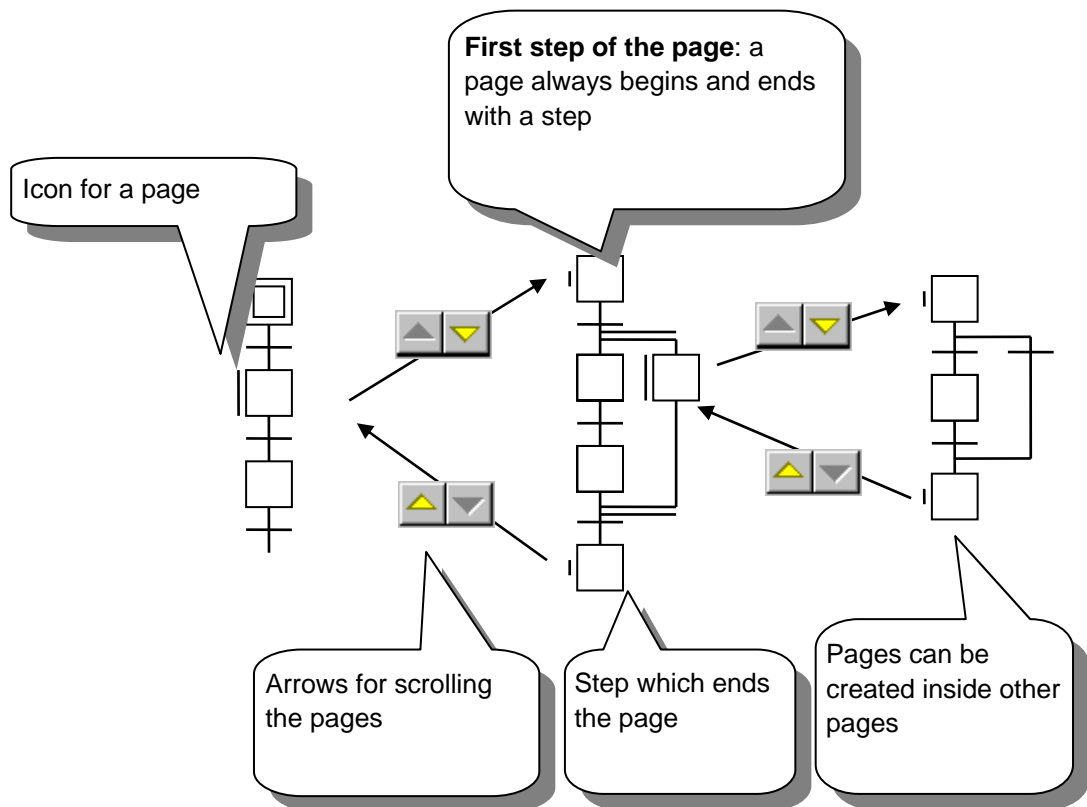 First step of the page: a
page always begins and ends
with a step
Icon for a page
Arrows for scrolling
the pages
Step which ends
the page
Pages can be
created inside other
pages